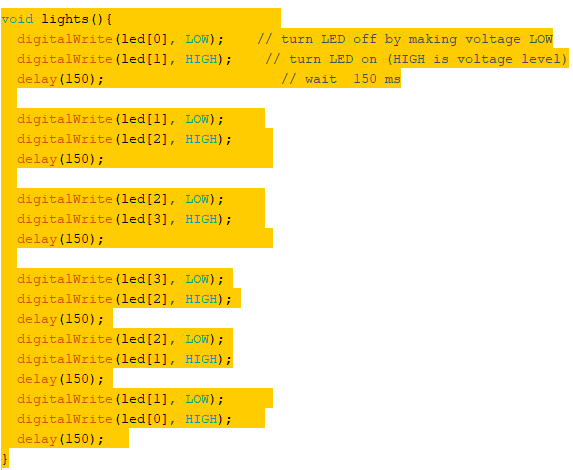 void lights(){
  digitalWrite(led[0], LOW);    // turn LED off by making voltage LOW
  digitalWrite(led[1], HIGH);    // turn LED on (HIGH is voltage level)
  delay(150);                      // wait  150 ms

  digitalWrite(led[1], LOW);
  digitalWrite(led[2], HIGH);
  delay(150);

  digitalWrite(led[2], LOW);
  digitalWrite(led[3], HIGH);
  delay(150);

  digitalWrite(led[3], LOW);
  digitalWrite(led[2], HIGH);
  delay(150);
  digitalWrite(led[2], LOW);
  digitalWrite(led[1], HIGH);
  delay(150);
  digitalWrite(led[1], LOW);
  digitalWrite(led[0], HIGH);
  delay(150);
}